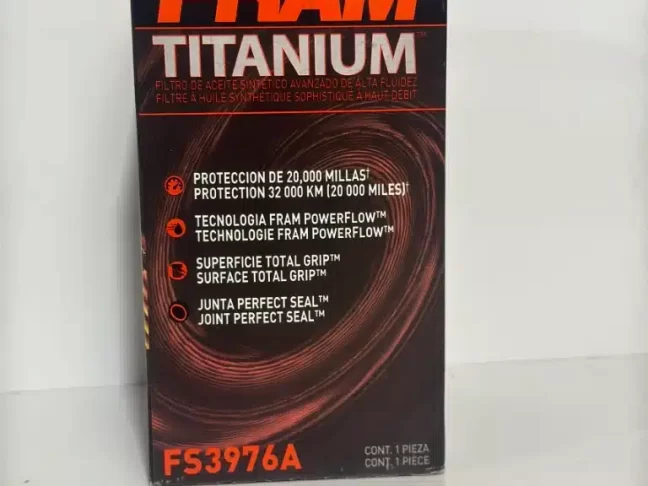 FRAM
TITANIUM™
FILTRO DE ACEITE SINTÉTICO AVANZADO DE ALTA FLUIDEZ
FILTRE À HUILE SYNTHÉTIQUE SOPHISTIQUÉ À HAUT DÉBIT
PROTECCION DE 20,000 MILLAS†
PROTECTION 32 000 KM (20 000 MILES)†
TECNOLOGIA FRAM POWERFLOW™
TECHNOLOGIE FRAM POWERFLOW™
SUPERFICIE TOTAL GRIP™
SURFACE TOTAL GRIP™
JUNTA PERFECT SEAL™
JOINT PERFECT SEAL™
FS3976A
CONT. 1 PIEZA
CONT. 1 PIÈCE